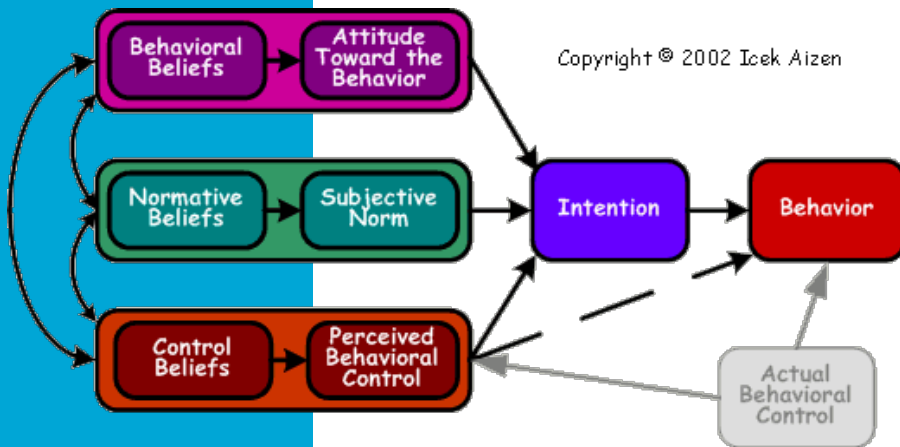 Behavioral
Beliefs
Attitude
Toward the
Behavior
Copyright © 2002 Icek Aizen
Normative
Beliefs
Subjective
Norm
Intention
Behavior
Control
Beliefs
Perceived
Behavioral
Control
Actual
Behavioral
Control